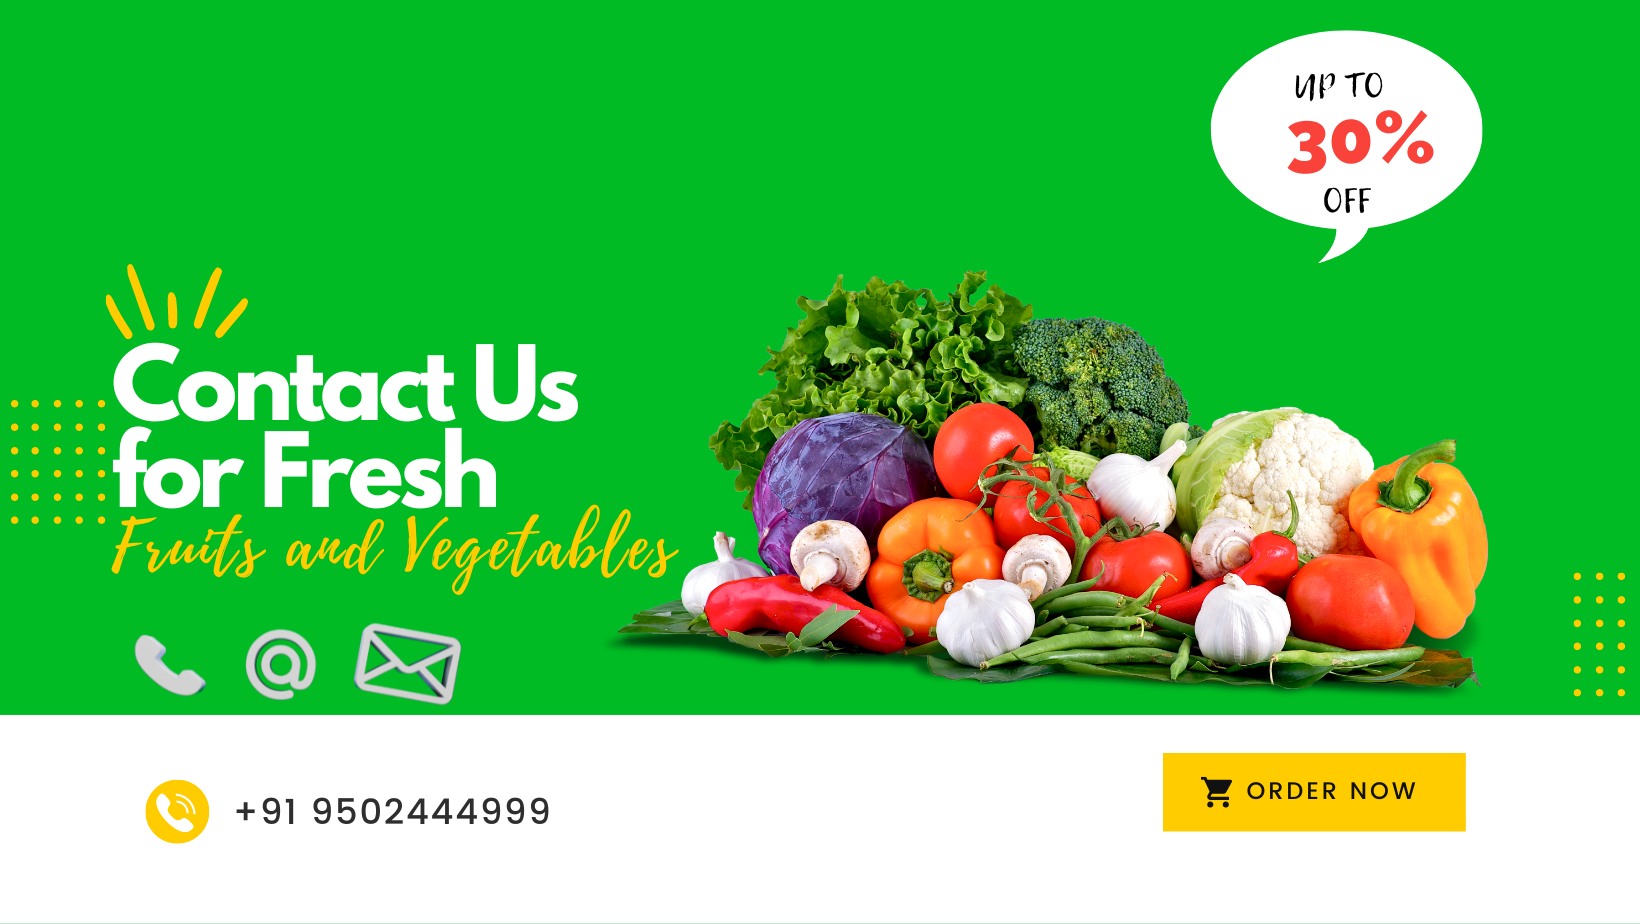 UP TO
30%
OFF
Contact Us
for Fresh
Fruits and Vegetables
+91 9502444999
ORDER NOW